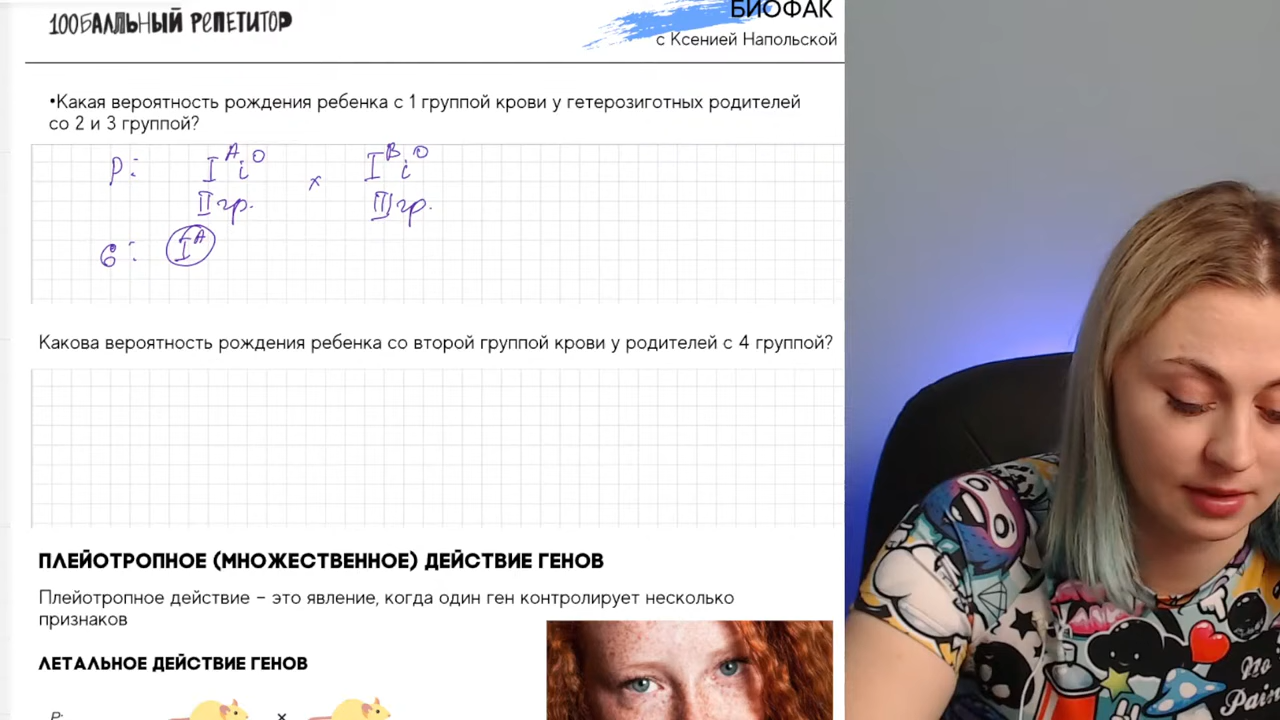 100БАЛЛЬНЫЙ РЕПЕТИТОР
БИОФАК
с Ксенией Напольской
•Какая вероятность рождения ребенка с 1 группой крови у гетерозиготных родителей
со 2 и 3 группой?
P: I^A i^0 × I^B i^0
II гр. III гр.
G: I^A
Какова вероятность рождения ребенка со второй группой крови у родителей с 4 группой?
ПЛЕЙОТРОПНОЕ (МНОЖЕСТВЕННОЕ) ДЕЙСТВИЕ ГЕНОВ
Плейотропное действие – это явление, когда один ген контролирует несколько
признаков
ЛЕТАЛЬНОЕ ДЕЙСТВИЕ ГЕНОВ
P: ×
No
Pain